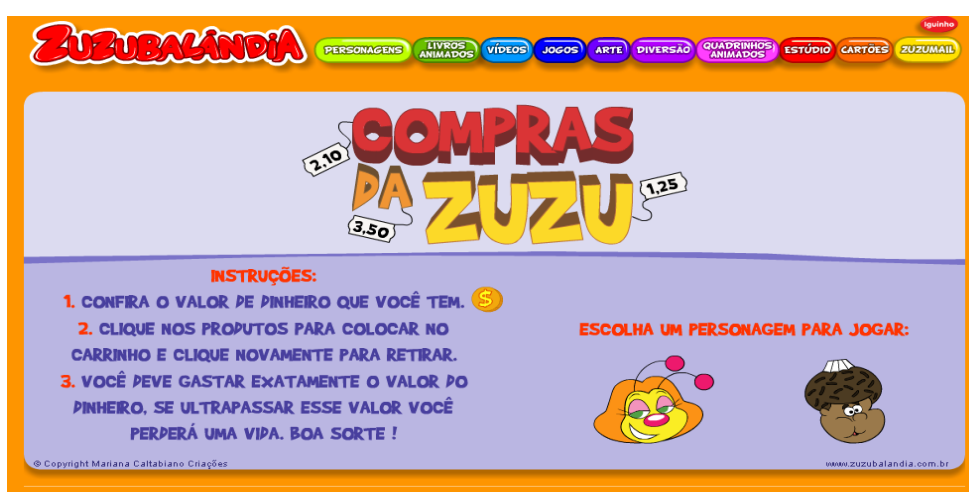 Iguinho
ZUZUBALÂNDIA
PERSONAGENS
LIVROS
ANIMADOS
VÍDEOS
JOGOS
ARTE
DIVERSÃO
QUADRINHOS
ANIMADOS
ESTÚDIO
CARTÕES
ZUZUMAIL
COMPRAS
2,10
DA ZUZU
1,25
3,50
INSTRUÇÕES:
1. CONFIRA O VALOR DE DINHEIRO QUE VOCÊ TEM. $
2. CLIQUE NOS PRODUTOS PARA COLOCAR NO
CARRINHO E CLIQUE NOVAMENTE PARA RETIRAR.
3. VOCÊ DEVE GASTAR EXATAMENTE O VALOR DO
DINHEIRO, SE ULTRAPASSAR ESSE VALOR VOCÊ
PERDERÁ UMA VIDA. BOA SORTE !
ESCOLHA UM PERSONAGEM PARA JOGAR:
© Copyright Mariana Caltabiano Criações
www.zuzubalandia.com.br